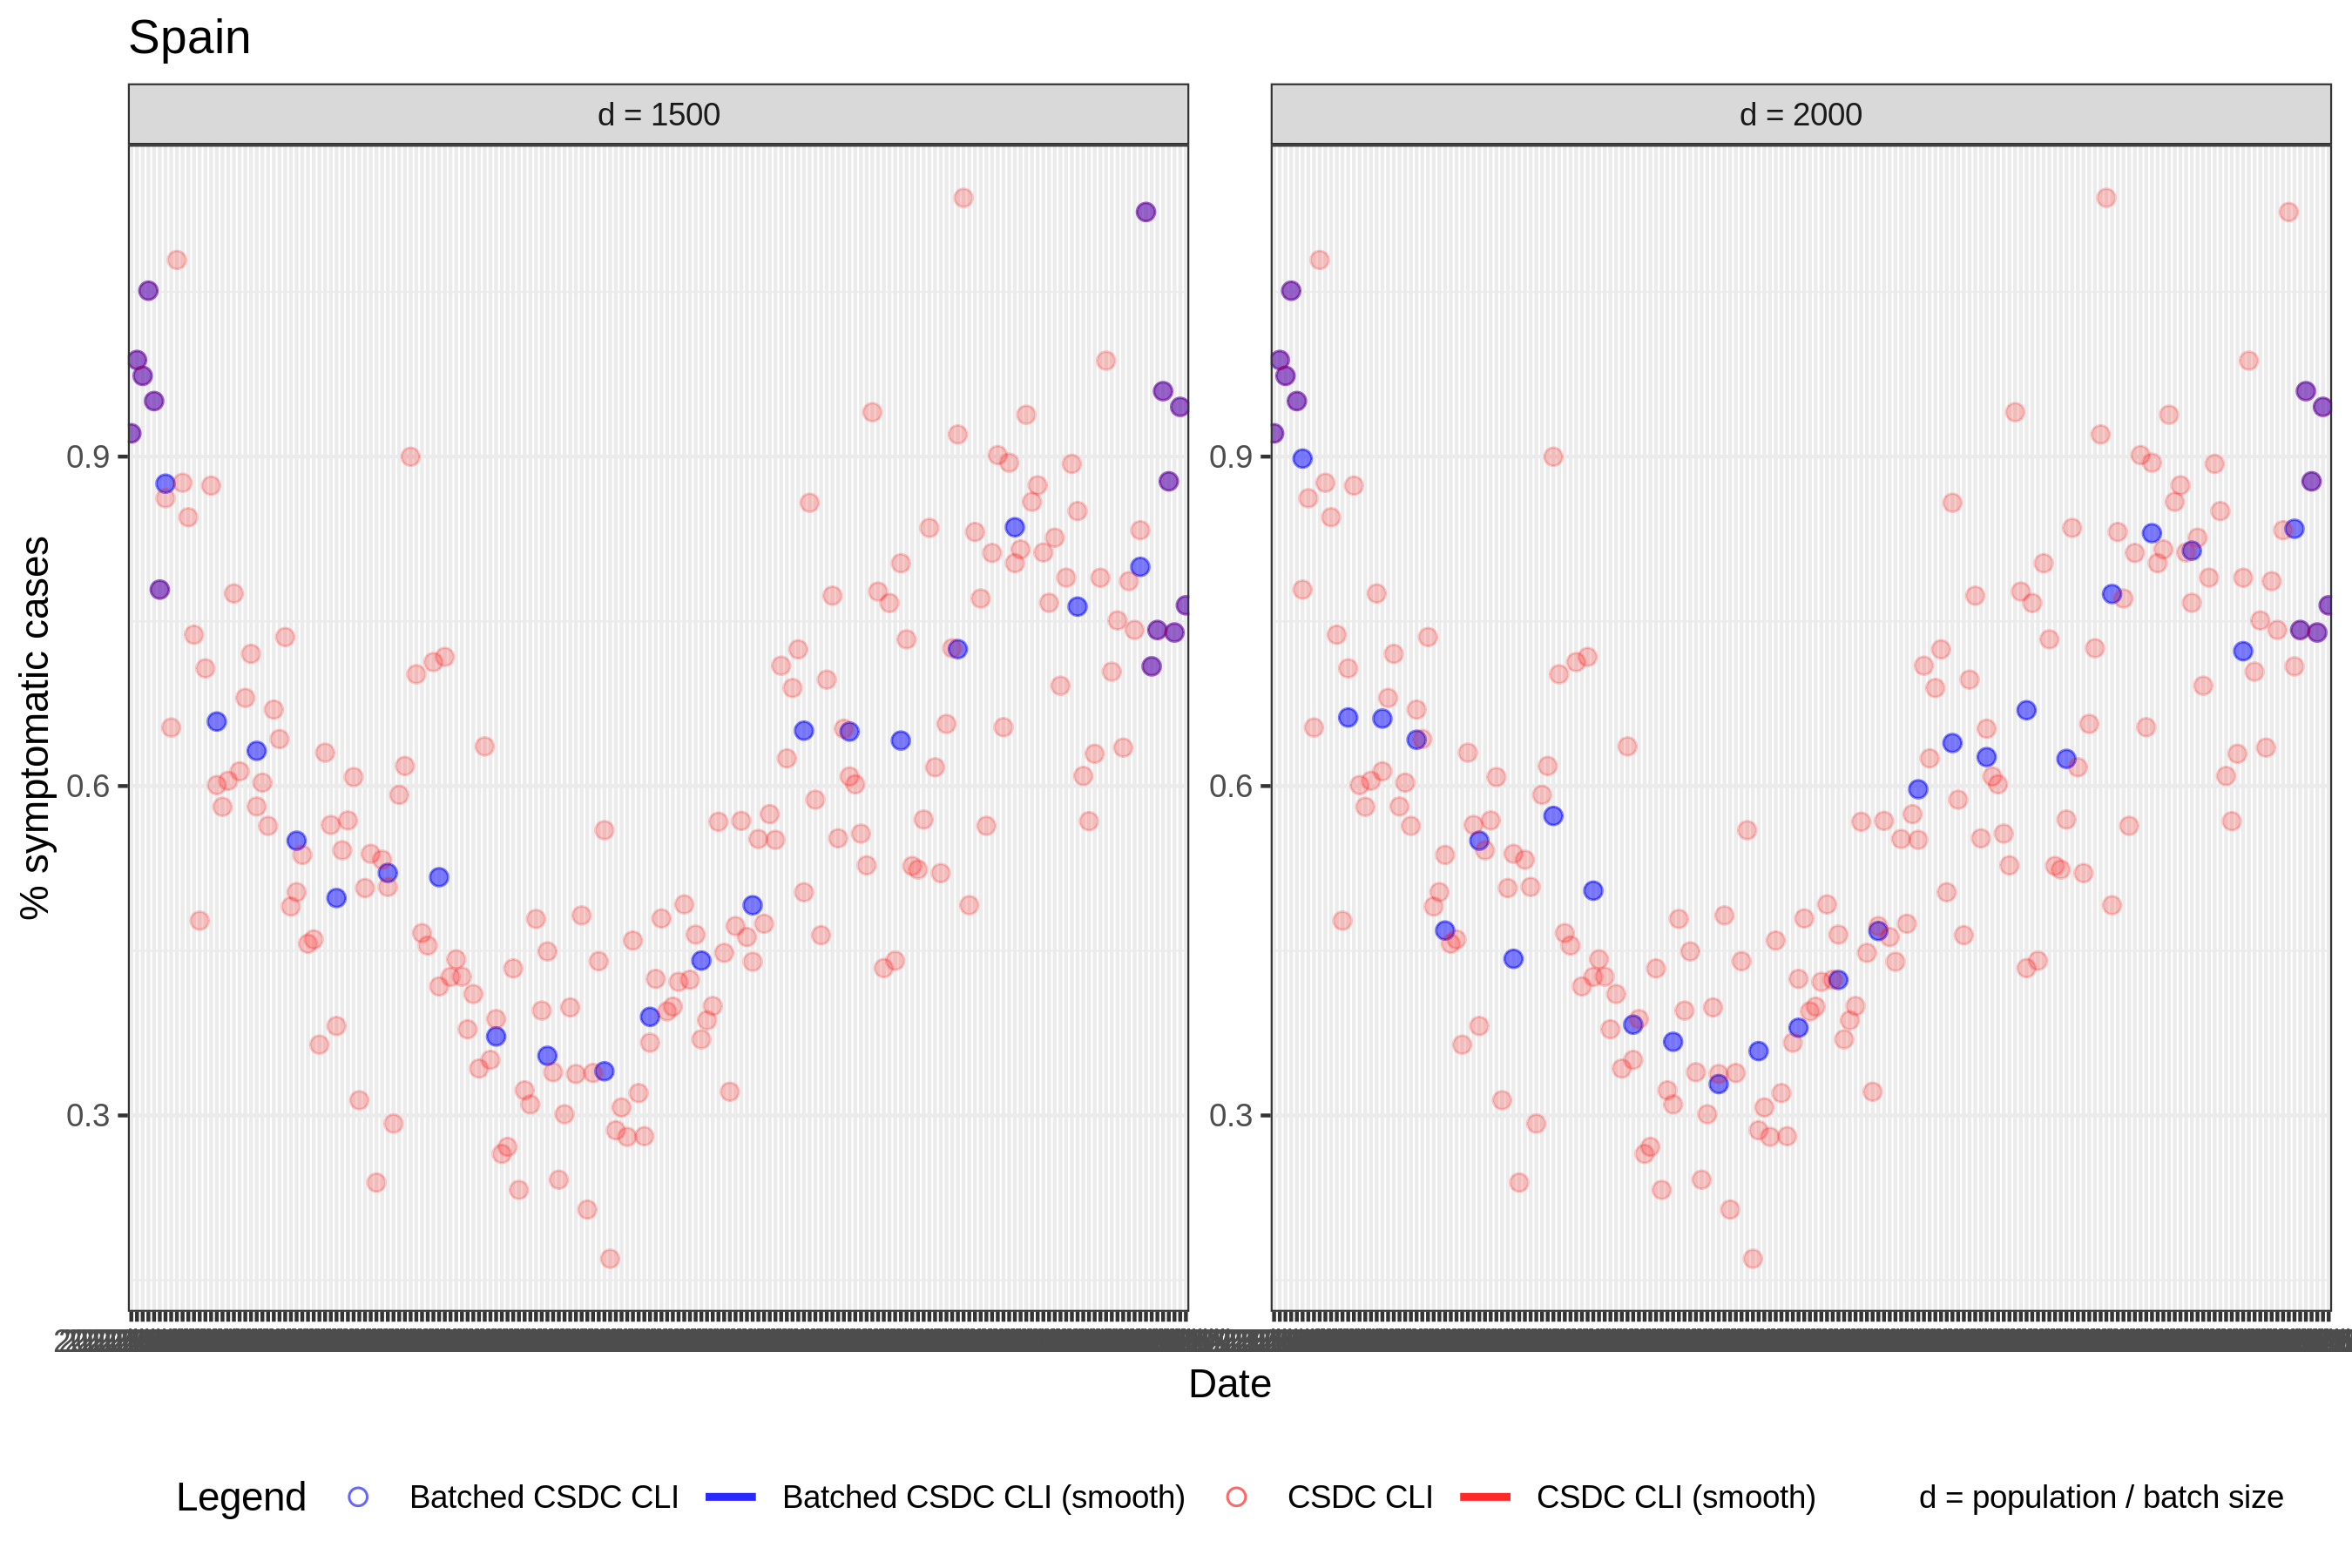 Spain
d = 1500
d = 2000
% symptomatic cases
0.9
0.6
0.3
0.9
0.6
0.3
Date
Legend
Batched CSDC CLI
Batched CSDC CLI (smooth)
CSDC CLI
CSDC CLI (smooth)
d = population / batch size